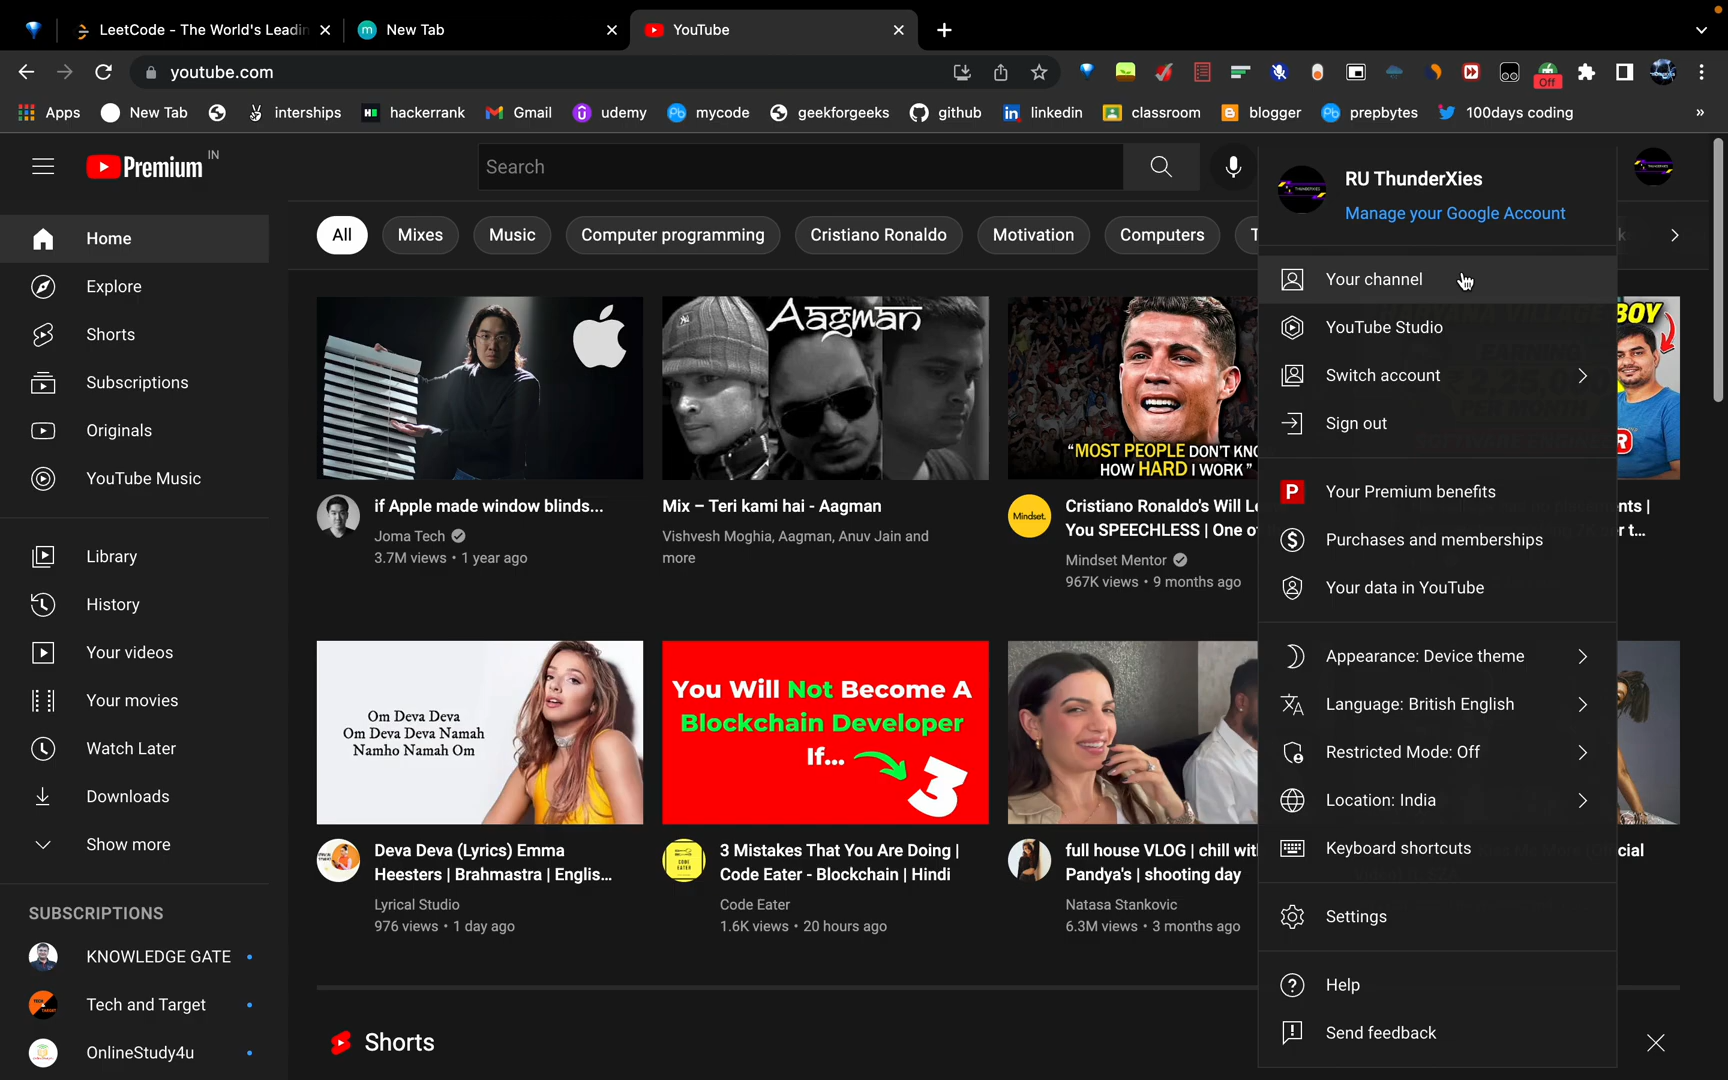 LeetCode - The World's Leadin
New Tab
YouTube
youtube.com
Off
Apps
New Tab
interships
hackerrank
Gmail
udemy
mycode
geekforgeeks
github
linkedin
classroom
blogger
prepbytes
100days coding
»
Premium IN
Search
Home
Explore
Shorts
Subscriptions
Originals
YouTube Music
Library
History
Your videos
Your movies
Watch Later
Downloads
Show more
SUBSCRIPTIONS
KNOWLEDGE GATE
Tech and Target
OnlineStudy4u
All
Mixes
Music
Computer programming
Cristiano Ronaldo
Motivation
Computers
if Apple made window blinds...
Joma Tech
3.7M views • 1 year ago
Aagman
Mix – Teri kami hai - Aagman
Vishvesh Moghia, Aagman, Anuv Jain and
more
"MOST PEOPLE DON'T KNO
HOW HARD I WORK"
Mindset.
Cristiano Ronaldo's Will Le
You SPEECHLESS | One o
Mindset Mentor
967K views • 9 months ago
BOY
Om Deva Deva
Om Deva Deva Namah
Namho Namah Om
Deva Deva (Lyrics) Emma
Heesters | Brahmastra | Englis...
Lyrical Studio
976 views • 1 day ago
You Will Not Become A
Blockchain Developer
If...
3
CODE
EATER
3 Mistakes That You Are Doing |
Code Eater - Blockchain | Hindi
Code Eater
1.6K views • 20 hours ago
full house VLOG | chill wit
Pandya's | shooting day
Natasa Stankovic
6.3M views • 3 months ago
Shorts
RU ThunderXies
Manage your Google Account
Your channel
YouTube Studio
Switch account
Sign out
Your Premium benefits
Purchases and memberships
Your data in YouTube
Appearance: Device theme
Language: British English
Restricted Mode: Off
Location: India
Keyboard shortcuts
Settings
Help
Send feedback